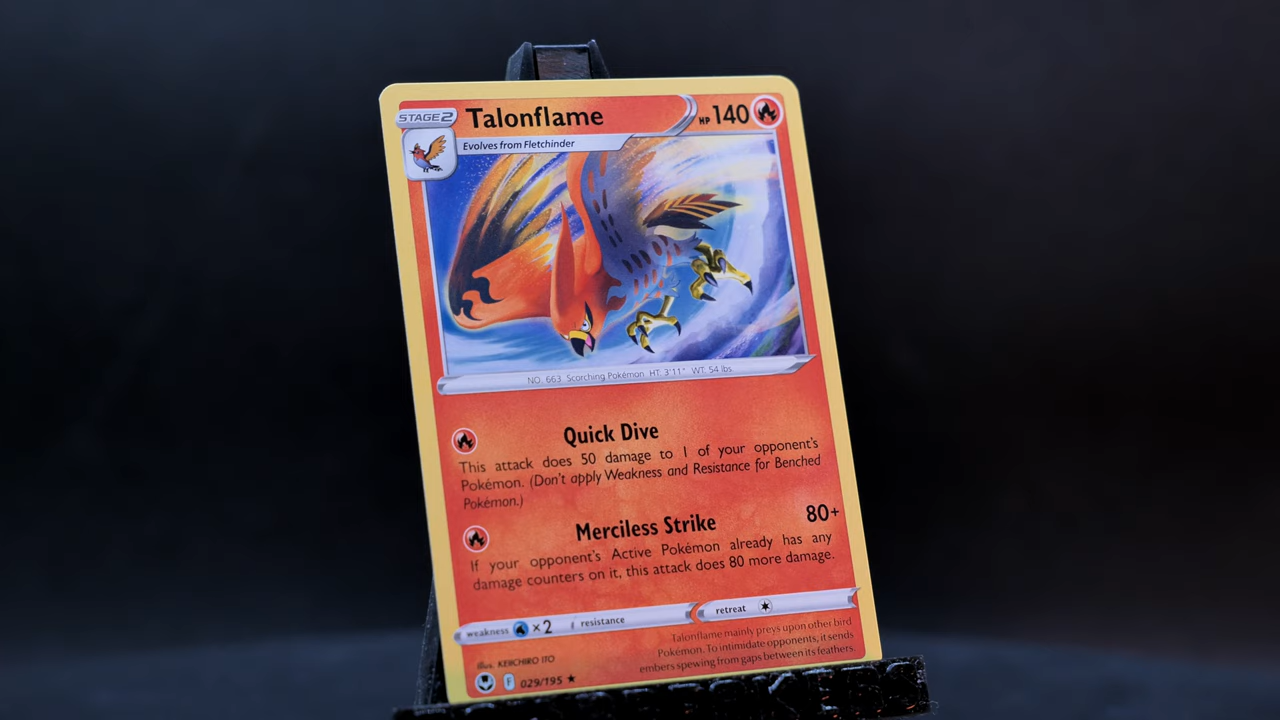 STAGE 2
Talonflame
HP 140
Evolves from Fletchinder
NO. 663 Scorching Pokémon HT: 3'11" WT: 54 lbs.
Quick Dive
This attack does 50 damage to 1 of your opponent's
Pokémon. (Don't apply Weakness and Resistance for Benched
Pokémon.)
Merciless Strike 80+
If your opponent's Active Pokémon already has any
damage counters on it, this attack does 80 more damage.
weakness ×2 resistance
retreat
Talonflame mainly preys upon other bird
Pokémon. To intimidate opponents, it sends
embers spewing from gaps between its feathers.
illus. KEIICHIRO ITO
F 029/195 ★